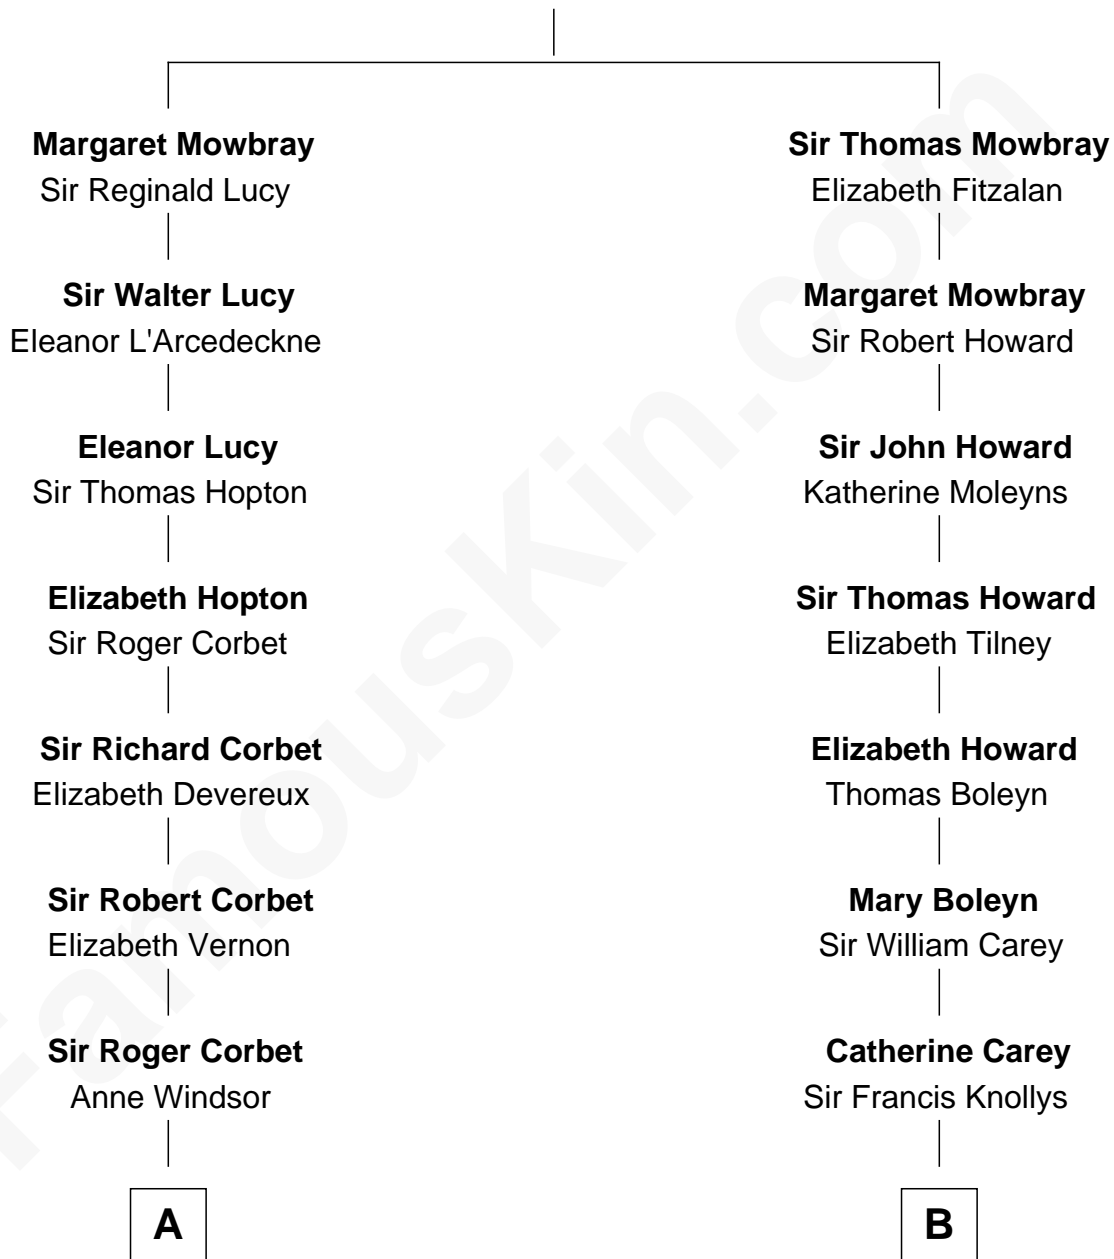 Margaret Mowbray
Sir Reginald Lucy
Sir Walter Lucy
Eleanor L'Arcedeckne
Eleanor Lucy
Sir Thomas Hopton
Elizabeth Hopton
Sir Roger Corbet
Sir Richard Corbet
Elizabeth Devereux
Sir Robert Corbet
Elizabeth Vernon
Sir Roger Corbet
Anne Windsor
A
Sir Thomas Mowbray
Elizabeth Fitzalan
Margaret Mowbray
Sir Robert Howard
Sir John Howard
Katherine Moleyns
Sir Thomas Howard
Elizabeth Tilney
Elizabeth Howard
Thomas Boleyn
Mary Boleyn
Sir William Carey
Catherine Carey
Sir Francis Knollys
B
FamousKin.com